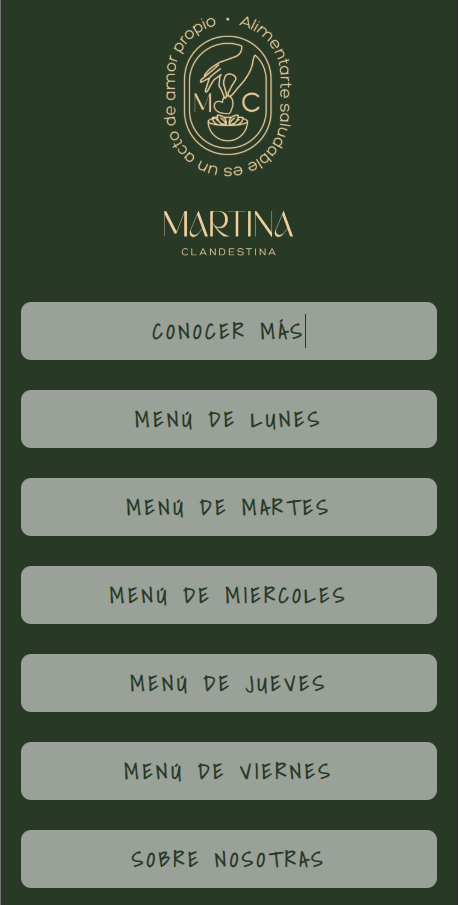 Alimentarte saludable es un acto de amor propio •
M C
MARTINA
CLANDESTINA
CONOCER MÁS
MENÚ DE LUNES
MENÚ DE MARTES
MENÚ DE MIERCOLES
MENÚ DE JUEVES
MENÚ DE VIERNES
SOBRE NOSOTRAS